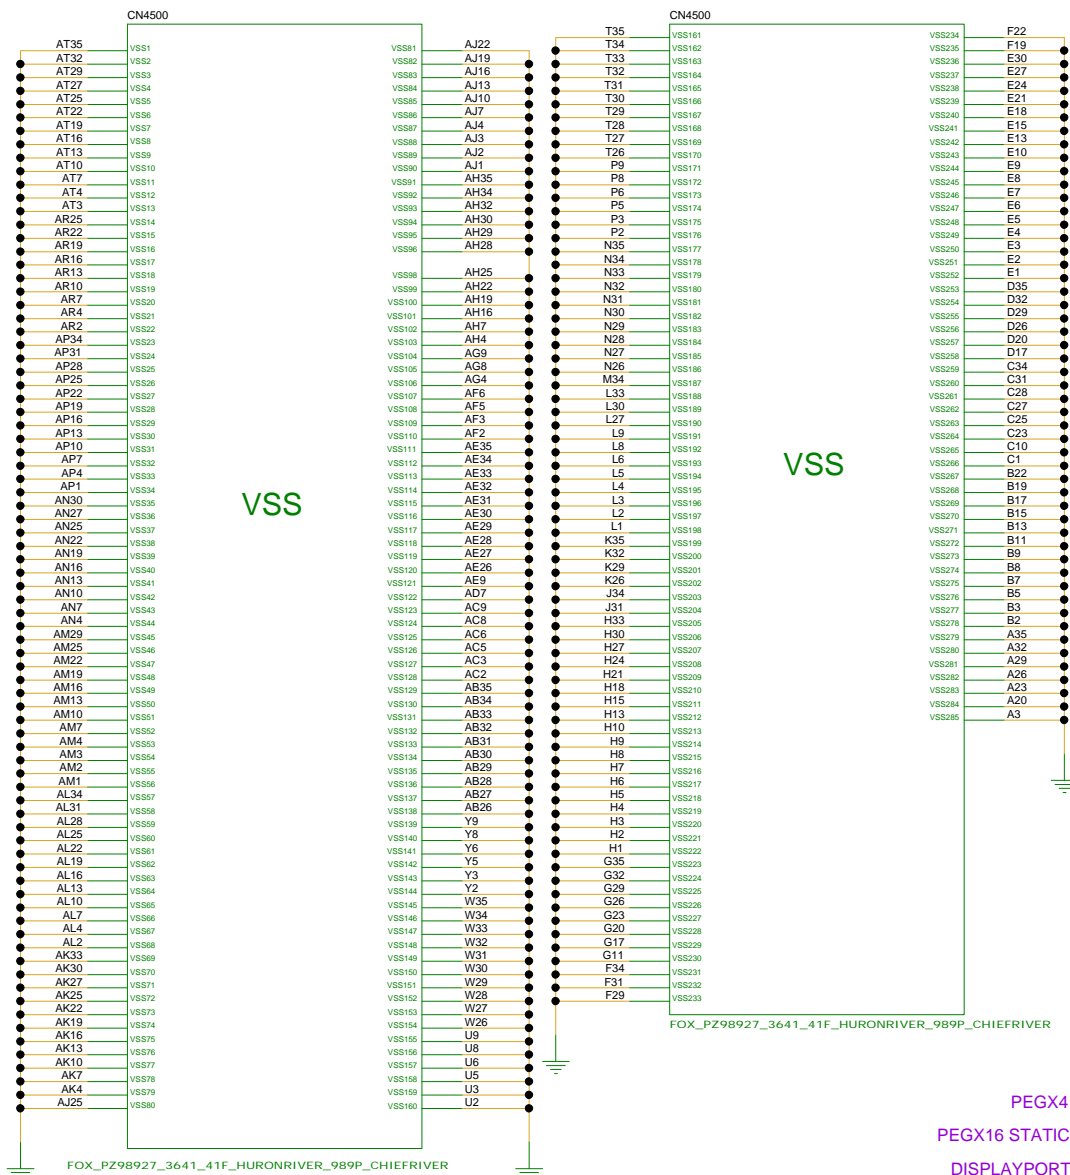 CN4500
AT35 VSS1
AT32 VSS2
AT29 VSS3
AT27 VSS4
AT25 VSS5
AT22 VSS6
AT19 VSS7
AT16 VSS8
AT13 VSS9
AT10 VSS10
AT7 VSS11
AT4 VSS12
AT3 VSS13
AR25 VSS14
AR22 VSS15
AR19 VSS16
AR16 VSS17
AR13 VSS18
AR10 VSS19
AR7 VSS20
AR4 VSS21
AR2 VSS22
AP34 VSS23
AP31 VSS24
AP28 VSS25
AP25 VSS26
AP22 VSS27
AP19 VSS28
AP16 VSS29
AP13 VSS30
AP10 VSS31
AP7 VSS32
AP4 VSS33
AP1 VSS34
AN30 VSS35
AN27 VSS36
AN25 VSS37
AN22 VSS38
AN19 VSS39
AN16 VSS40
AN13 VSS41
AN10 VSS42
AN7 VSS43
AN4 VSS44
AM29 VSS45
AM25 VSS46
AM22 VSS47
AM19 VSS48
AM16 VSS49
AM13 VSS50
AM10 VSS51
AM7 VSS52
AM4 VSS53
AM3 VSS54
AM2 VSS55
AM1 VSS56
AL34 VSS57
AL31 VSS58
AL28 VSS59
AL25 VSS60
AL22 VSS61
AL19 VSS62
AL16 VSS63
AL13 VSS64
AL10 VSS65
AL7 VSS66
AL4 VSS67
AL2 VSS68
AK33 VSS69
AK30 VSS70
AK27 VSS71
AK25 VSS72
AK22 VSS73
AK19 VSS74
AK16 VSS75
AK13 VSS76
AK10 VSS77
AK7 VSS78
AK4 VSS79
AJ25 VSS80
VSS
VSS81 AJ22
VSS82 AJ19
VSS83 AJ16
VSS84 AJ13
VSS85 AJ10
VSS86 AJ7
VSS87 AJ4
VSS88 AJ3
VSS89 AJ2
VSS90 AJ1
VSS91 AH35
VSS92 AH34
VSS93 AH32
VSS94 AH30
VSS95 AH29
VSS96 AH28
VSS98 AH25
VSS99 AH22
VSS100 AH19
VSS101 AH16
VSS102 AH7
VSS103 AH4
VSS104 AG9
VSS105 AG8
VSS106 AG4
VSS107 AF6
VSS108 AF5
VSS109 AF3
VSS110 AF2
VSS111 AE35
VSS112 AE34
VSS113 AE33
VSS114 AE32
VSS115 AE31
VSS116 AE30
VSS117 AE29
VSS118 AE28
VSS119 AE27
VSS120 AE26
VSS121 AE9
VSS122 AD7
VSS123 AC9
VSS124 AC8
VSS125 AC6
VSS126 AC5
VSS127 AC3
VSS128 AC2
VSS129 AB35
VSS130 AB34
VSS131 AB33
VSS132 AB32
VSS133 AB31
VSS134 AB30
VSS135 AB29
VSS136 AB28
VSS137 AB27
VSS138 AB26
VSS139 Y9
VSS140 Y8
VSS141 Y6
VSS142 Y5
VSS143 Y3
VSS144 Y2
VSS145 W35
VSS146 W34
VSS147 W33
VSS148 W32
VSS149 W31
VSS150 W30
VSS151 W29
VSS152 W28
VSS153 W27
VSS154 W26
VSS155 U9
VSS156 U8
VSS157 U6
VSS158 U5
VSS159 U3
VSS160 U2
FOX_PZ98927_3641_41F_HURONRIVER_989P_CHIEFRIVER
CN4500
T35 VSS161
T34 VSS162
T33 VSS163
T32 VSS164
T31 VSS165
T30 VSS166
T29 VSS167
T28 VSS168
T27 VSS169
T26 VSS170
P9 VSS171
P8 VSS172
P6 VSS173
P5 VSS174
P3 VSS175
P2 VSS176
N35 VSS177
N34 VSS178
N33 VSS179
N32 VSS180
N31 VSS181
N30 VSS182
N29 VSS183
N28 VSS184
N27 VSS185
N26 VSS186
M34 VSS187
L33 VSS188
L30 VSS189
L27 VSS190
L9 VSS191
L8 VSS192
L6 VSS193
L5 VSS194
L4 VSS195
L3 VSS196
L2 VSS197
L1 VSS198
K35 VSS199
K32 VSS200
K29 VSS201
K26 VSS202
J34 VSS203
J31 VSS204
H33 VSS205
H30 VSS206
H27 VSS207
H24 VSS208
H21 VSS209
H18 VSS210
H15 VSS211
H13 VSS212
H10 VSS213
H9 VSS214
H8 VSS215
H7 VSS216
H6 VSS217
H5 VSS218
H4 VSS219
H3 VSS220
H2 VSS221
H1 VSS222
G35 VSS223
G32 VSS224
G29 VSS225
G26 VSS226
G23 VSS227
G20 VSS228
G17 VSS229
G11 VSS230
F34 VSS231
F31 VSS232
F29 VSS233
VSS
VSS234 F22
VSS235 F19
VSS236 E30
VSS237 E27
VSS238 E24
VSS239 E21
VSS240 E18
VSS241 E15
VSS242 E13
VSS243 E10
VSS244 E9
VSS245 E8
VSS246 E7
VSS247 E6
VSS248 E5
VSS249 E4
VSS250 E3
VSS251 E2
VSS252 E1
VSS253 D35
VSS254 D32
VSS255 D29
VSS256 D26
VSS257 D20
VSS258 D17
VSS259 C34
VSS260 C31
VSS261 C28
VSS262 C27
VSS263 C25
VSS264 C23
VSS265 C10
VSS266 C1
VSS267 B22
VSS268 B19
VSS269 B17
VSS270 B15
VSS271 B13
VSS272 B11
VSS273 B9
VSS274 B8
VSS275 B7
VSS276 B5
VSS277 B3
VSS278 B2
VSS279 A35
VSS280 A32
VSS281 A29
VSS282 A26
VSS283 A23
VSS284 A20
VSS285 A3
FOX_PZ98927_3641_41F_HURONRIVER_989P_CHIEFRIVER
PEGX4
PEGX16 STATIC
DISPLAYPORT